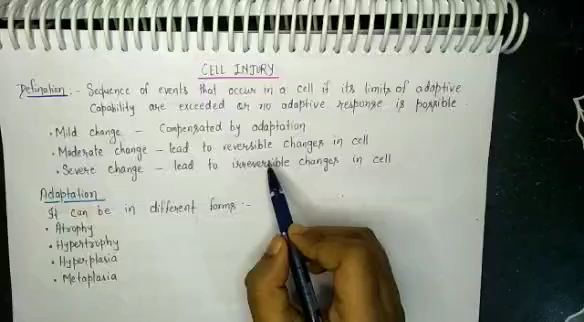 CELL INJURY
Defination :- Sequence of events that occur in a cell if its limits of adaptive
capability are exceeded or no adaptive response is possible
• Mild change - Compensated by adaptation
• Moderate change - lead to reversible changes in cell
• Severe change - lead to irreversible changes in cell
Adaptation
It can be in different forms :-
• Atrophy
• Hypertrophy
• Hyperplasia
• Metaplasia